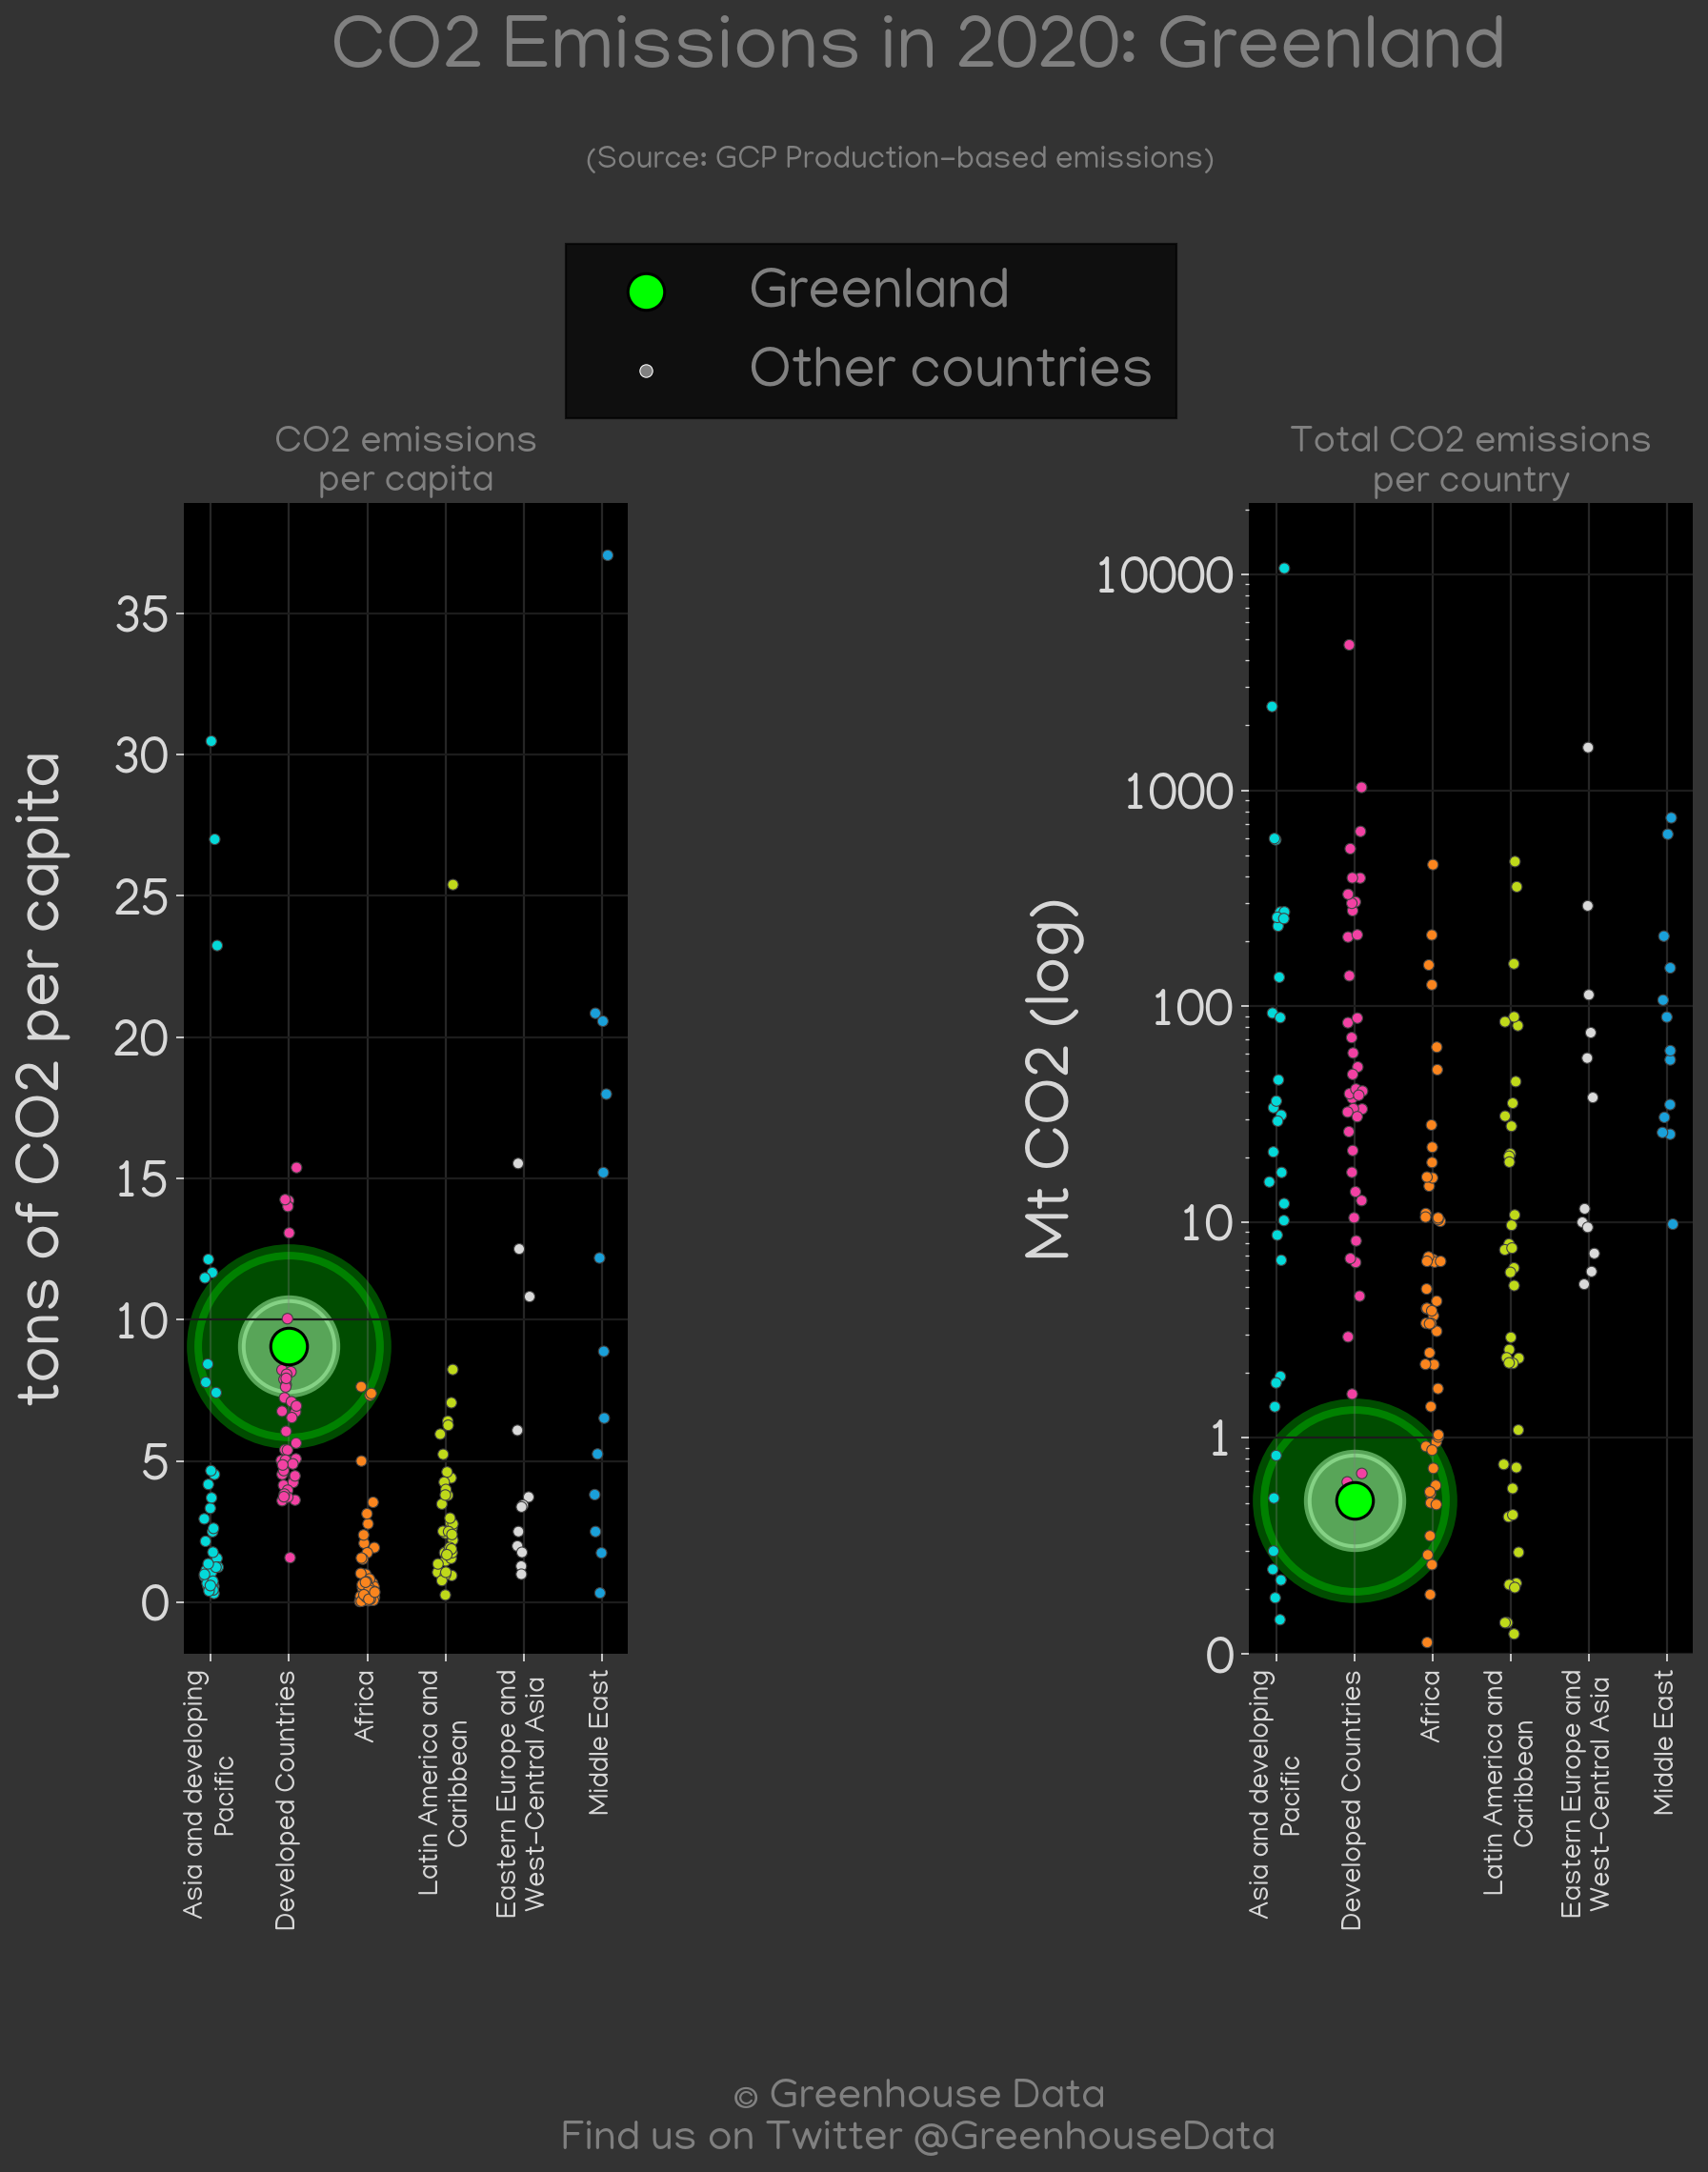 CO2 Emissions in 2020: Greenland
(Source: GCP Production-based emissions)
Greenland
Other countries
CO2 emissions
per capita
tons of CO2 per capita
35
30
25
20
15
10
5
0
Asia and developing
Pacific
Developed Countries
Africa
Latin America and
Caribbean
Eastern Europe and
West-Central Asia
Middle East
Total CO2 emissions
per country
Mt CO2 (log)
10000
1000
100
10
1
0
Asia and developing
Pacific
Developed Countries
Africa
Latin America and
Caribbean
Eastern Europe and
West-Central Asia
Middle East
© Greenhouse Data
Find us on Twitter @GreenhouseData